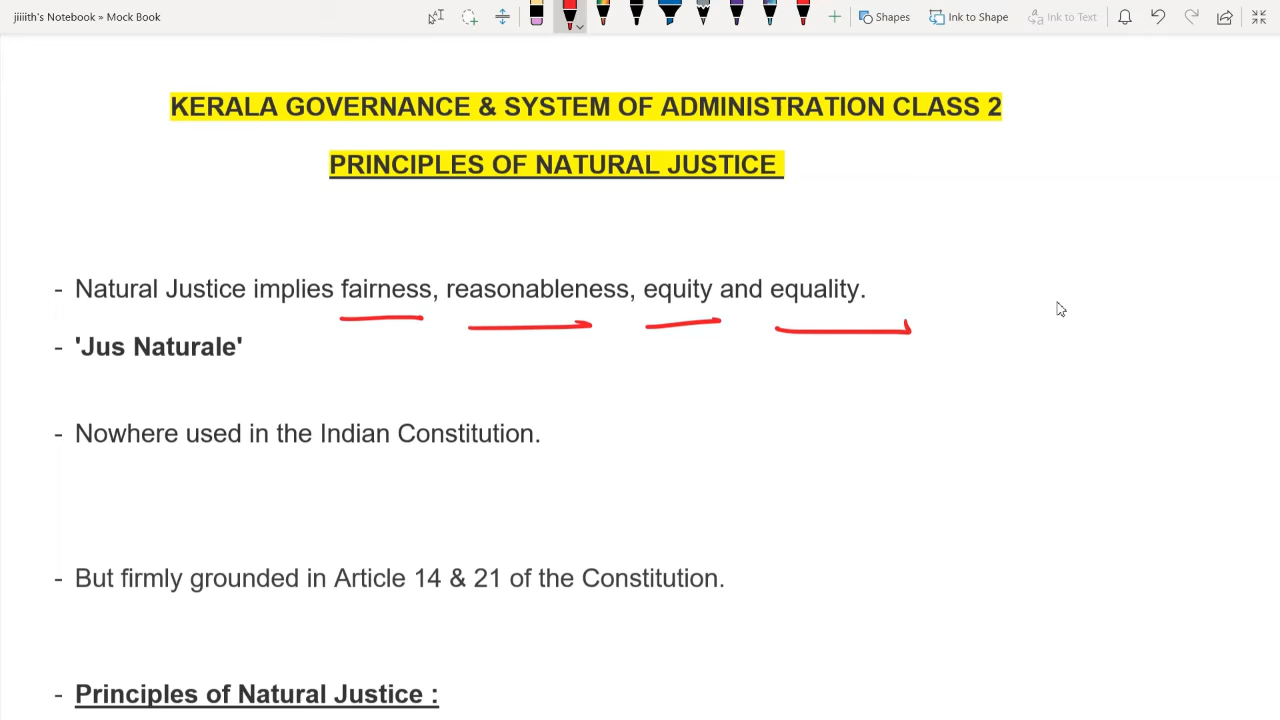 jiiiith's Notebook » Mock Book
Shapes
Ink to Shape
Ink to Text
KERALA GOVERNANCE & SYSTEM OF ADMINISTRATION CLASS 2
PRINCIPLES OF NATURAL JUSTICE
- Natural Justice implies fairness, reasonableness, equity and equality.
- 'Jus Naturale'
- Nowhere used in the Indian Constitution.
- But firmly grounded in Article 14 & 21 of the Constitution.
- Principles of Natural Justice :